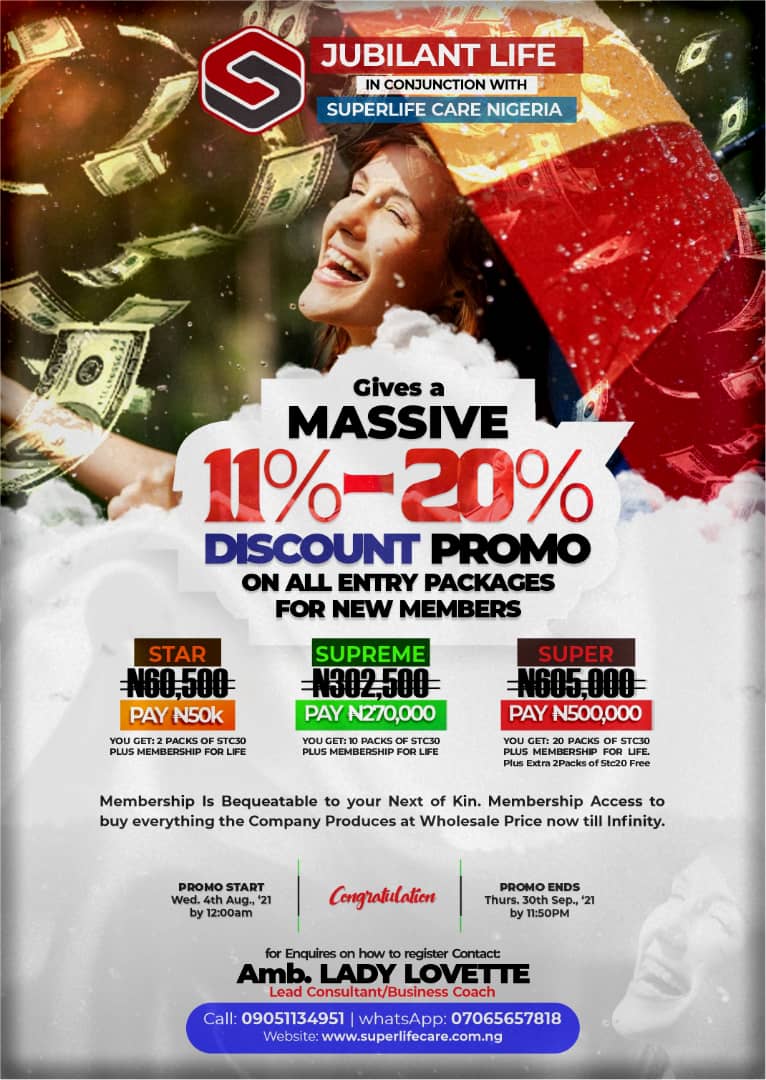 JUBILANT LIFE
IN CONJUNCTION WITH
SUPERLIFE CARE NIGERIA
Gives a
MASSIVE
11%-20%
DISCOUNT PROMO
ON ALL ENTRY PACKAGES
FOR NEW MEMBERS
STAR
₦60,500
PAY ₦50k
YOU GET: 2 PACKS OF STC30
PLUS MEMBERSHIP FOR LIFE
SUPREME
₦302,500
PAY ₦270,000
YOU GET: 10 PACKS OF STC30
PLUS MEMBERSHIP FOR LIFE
SUPER
₦605,000
PAY ₦500,000
YOU GET: 20 PACKS OF STC30
PLUS MEMBERSHIP FOR LIFE.
Plus Extra 2Packs of Stc20 Free
Membership Is Bequeatable to your Next of Kin. Membership Access to
buy everything the Company Produces at Wholesale Price now till Infinity.
PROMO START
Wed. 4th Aug., ‘21
by 12:00am
Congratulation
PROMO ENDS
Thurs. 30th Sep., ‘21
by 11:50PM
for Enquires on how to register Contact:
Amb. LADY LOVETTE
Lead Consultant/Business Coach
Call: 09051134951 | whatsApp: 07065657818
Website: www.superlifecare.com.ng